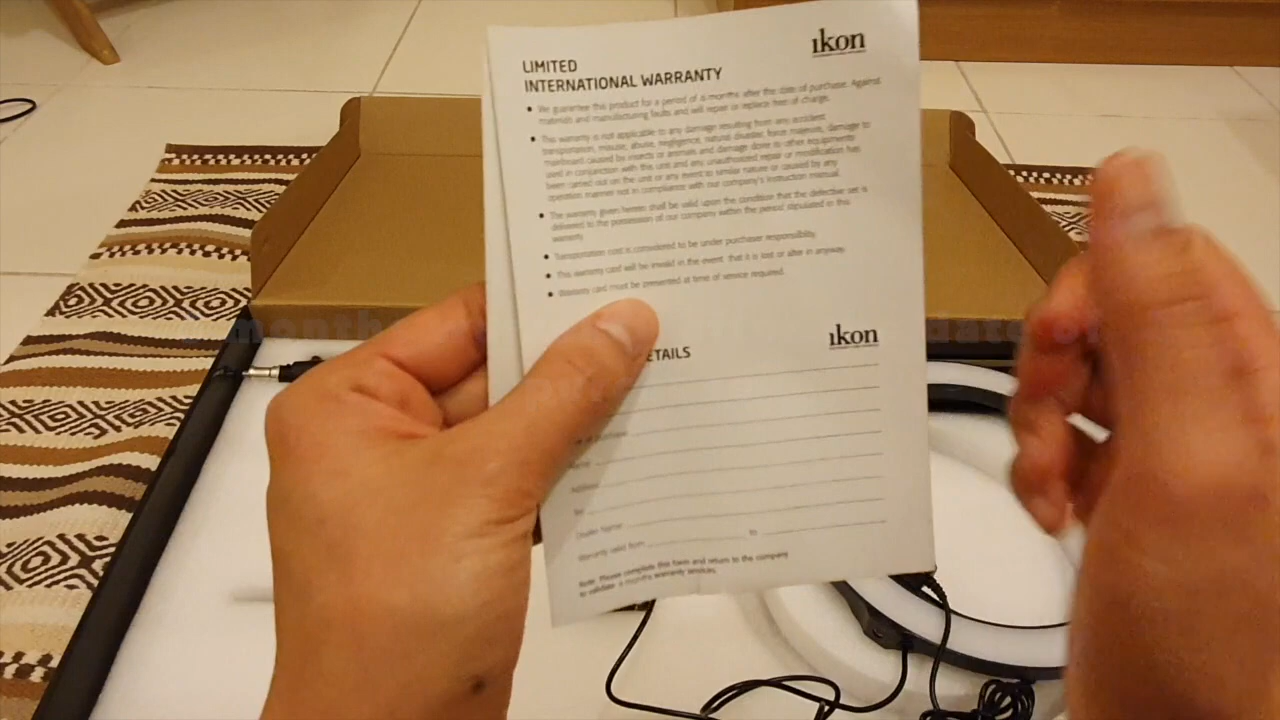 ikon
LIMITED
INTERNATIONAL WARRANTY
• We guarantee this product for a period of 6 months after the date of purchase. Against
materials and manufacturing faults and will repair or replace free of charge.
• This warranty is not applicable to any damage resulting from any accident,
transportation, misuse, abuse, negligence, natural disaster, force majeure, damage to
mainboard caused by insects or animals and damage done to other equipments
used in conjunction with this unit and any unauthorized repair or modification has
been carried out on the unit or any event to similar nature or caused by any
operation manner not in compliance with our company's instruction manual.
• The warranty given herein shall be valid upon the condition that the defective set is
delivered to the possession of our company within the period stipulated in this
warranty.
• Transportation cost is considered to be under purchaser responsibility.
• This warranty card will be invalid in the event that it is lost or alter in anyway.
• Warranty card must be presented at time of service required.
ikon
ETAILS
Name
Address
Tel
Dealer Name
Warranty valid from to
Note: Please complete this form and return to the company
to validate 6 months warranty services.